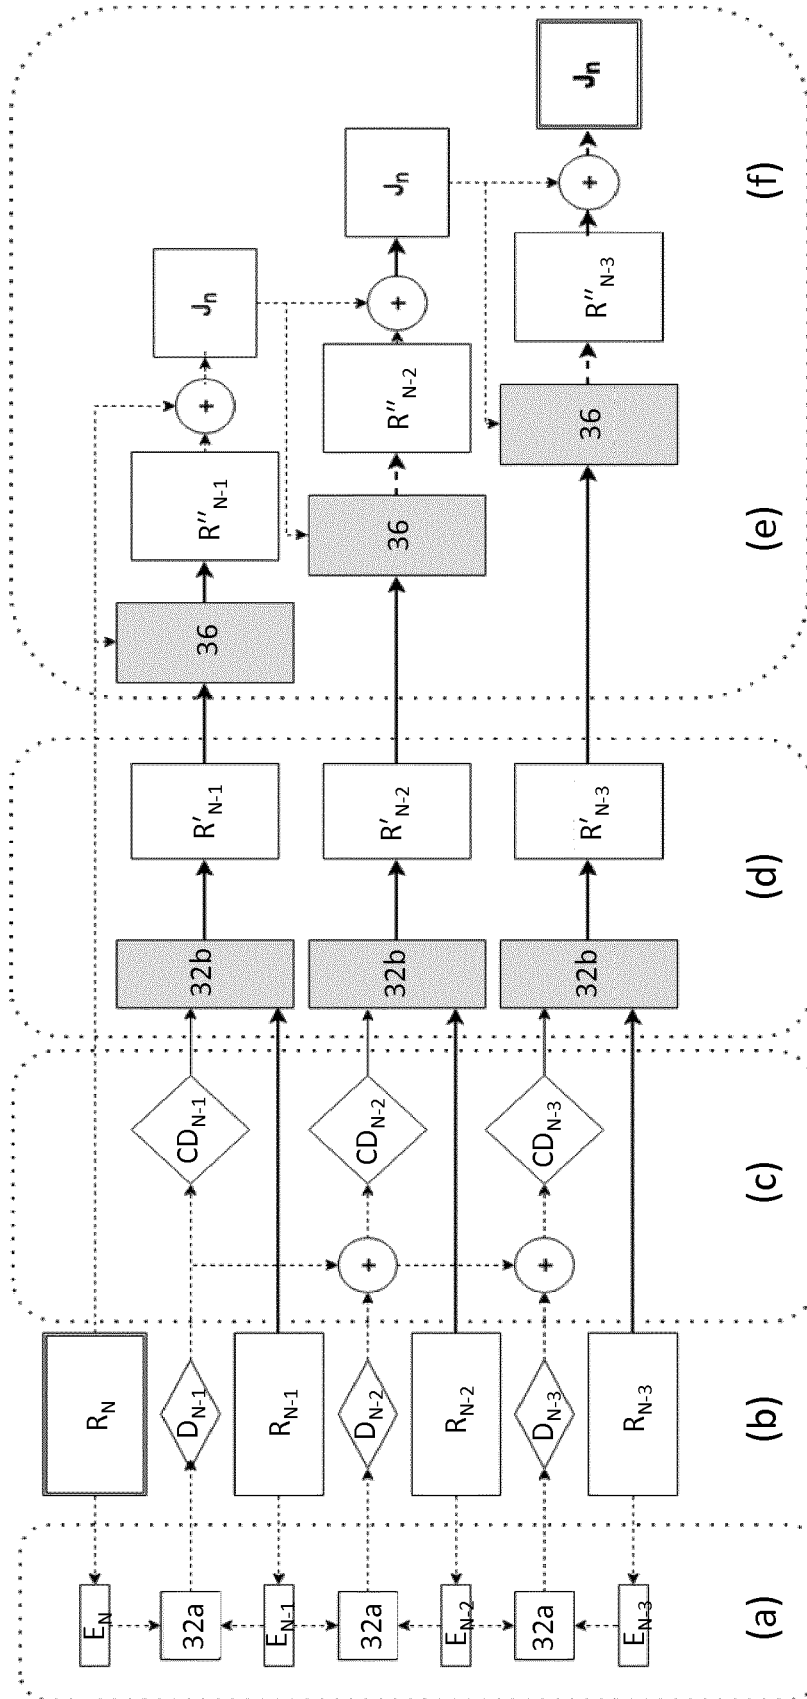 E_N
R_N
32a
D_N-1
CD_N-1
32b
R'_N-1
36
R''_N-1
+
J_n
E_N-1
R_N-1
32a
D_N-2
+
CD_N-2
32b
R'_N-2
36
R''_N-2
+
J_n
E_N-2
R_N-2
32a
D_N-3
+
CD_N-3
32b
R'_N-3
36
R''_N-3
+
J_n
E_N-3
R_N-3
(a)
(b)
(c)
(d)
(e)
(f)